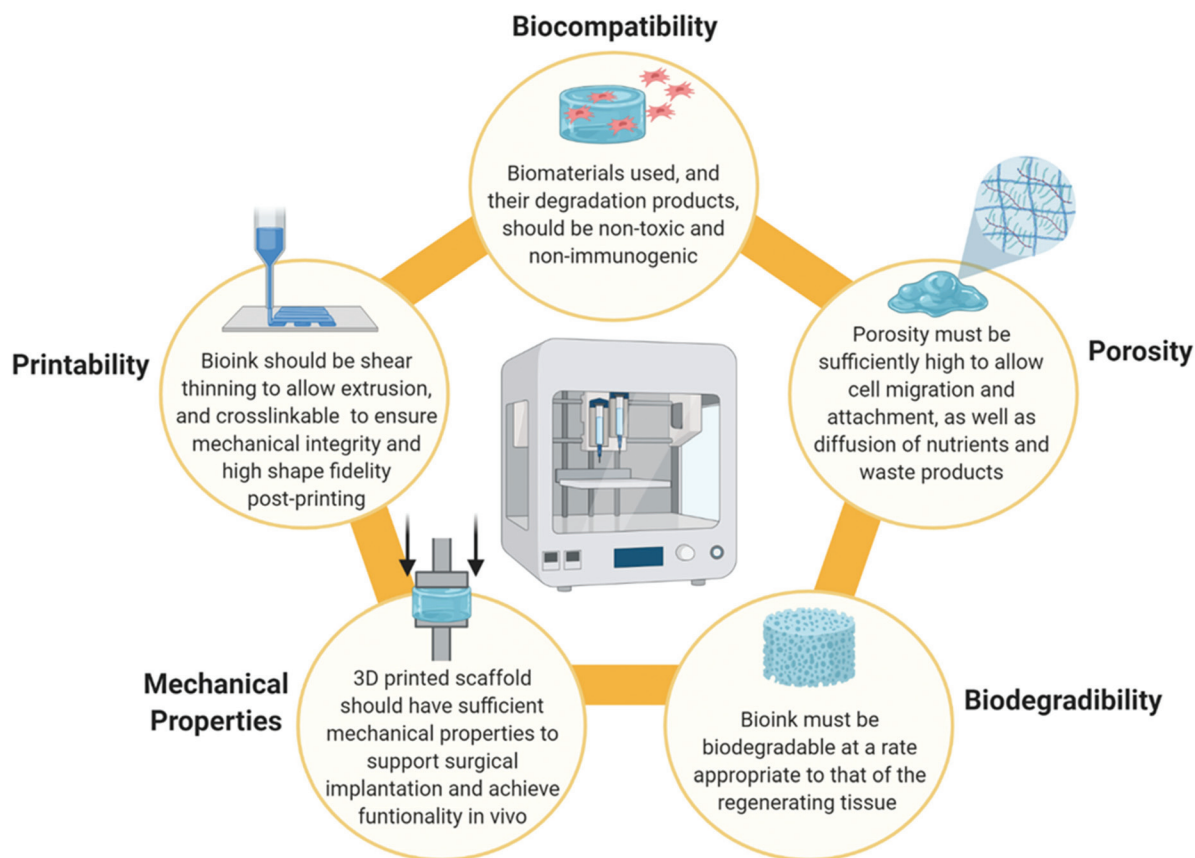 Biocompatibility
Biomaterials used, and
their degradation products,
should be non-toxic and
non-immunogenic
Printability
Bioink should be shear
thinning to allow extrusion,
and crosslinkable to ensure
mechanical integrity and
high shape fidelity
post-printing
Porosity
Porosity must be
sufficiently high to allow
cell migration and
attachment, as well as
diffusion of nutrients and
waste products
Mechanical
Properties
3D printed scaffold
should have sufficient
mechanical properties to
support surgical
implantation and achieve
funtionality in vivo
Biodegradibility
Bioink must be
biodegradable at a rate
appropriate to that of the
regenerating tissue